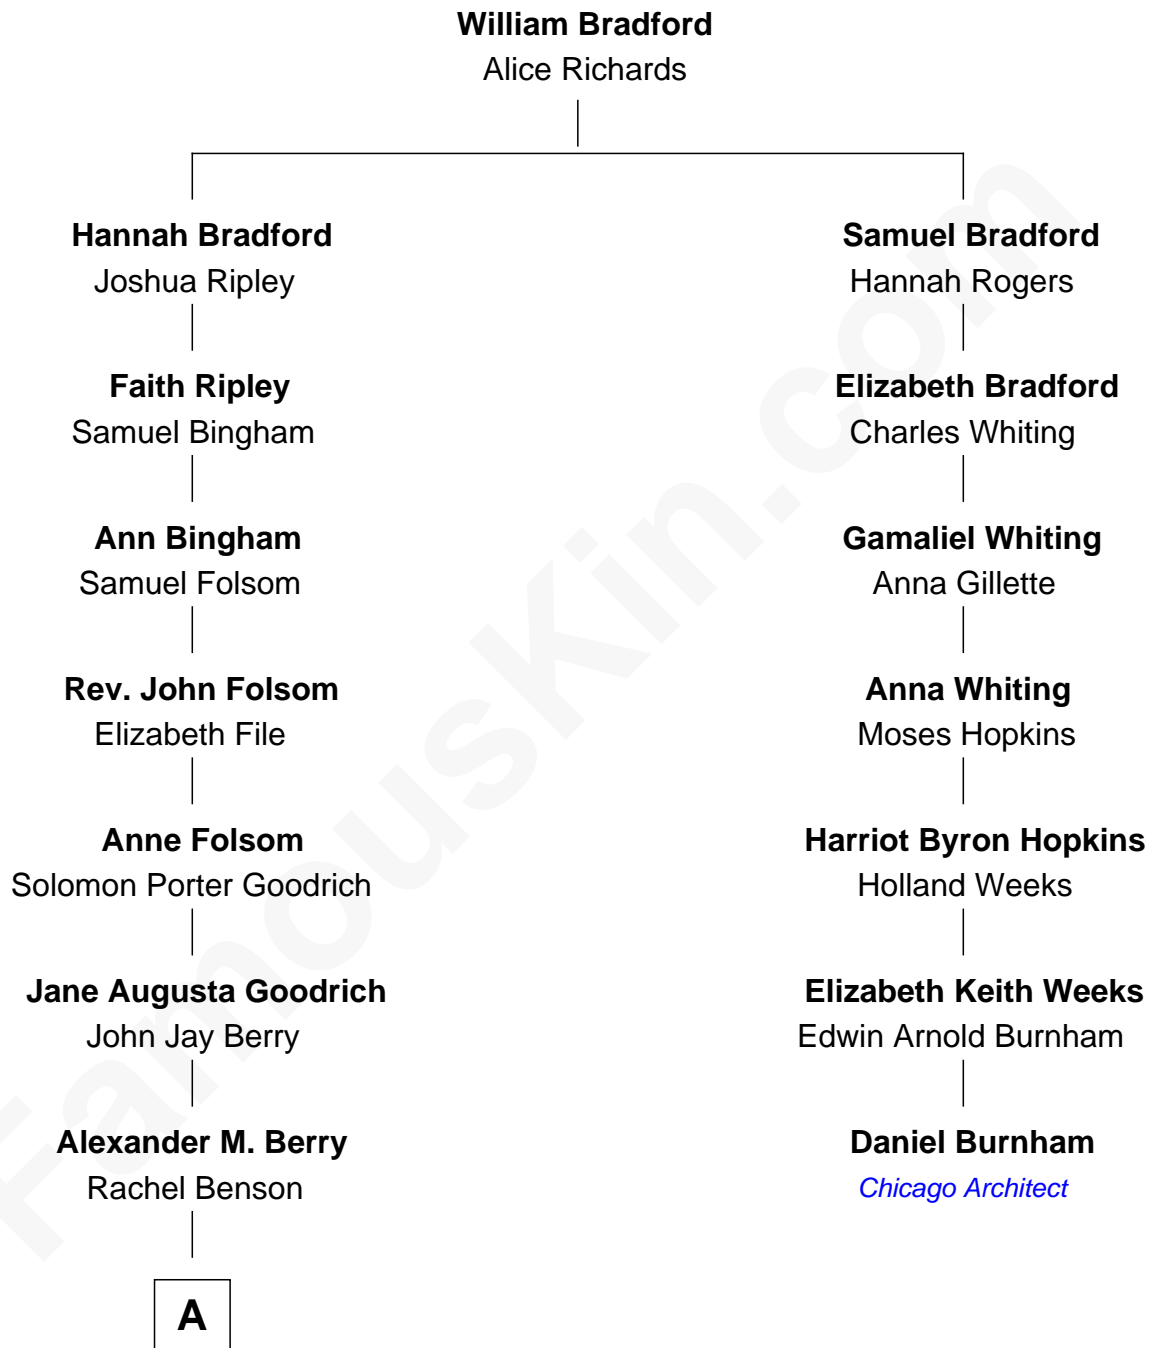 William Bradford
Alice Richards
Hannah Bradford
Joshua Ripley
Samuel Bradford
Hannah Rogers
Faith Ripley
Samuel Bingham
Elizabeth Bradford
Charles Whiting
Ann Bingham
Samuel Folsom
Gamaliel Whiting
Anna Gillette
Rev. John Folsom
Elizabeth File
Anna Whiting
Moses Hopkins
Anne Folsom
Solomon Porter Goodrich
Harriot Byron Hopkins
Holland Weeks
Jane Augusta Goodrich
John Jay Berry
Elizabeth Keith Weeks
Edwin Arnold Burnham
Alexander M. Berry
Rachel Benson
Daniel Burnham
Chicago Architect
A
FamousKin.com